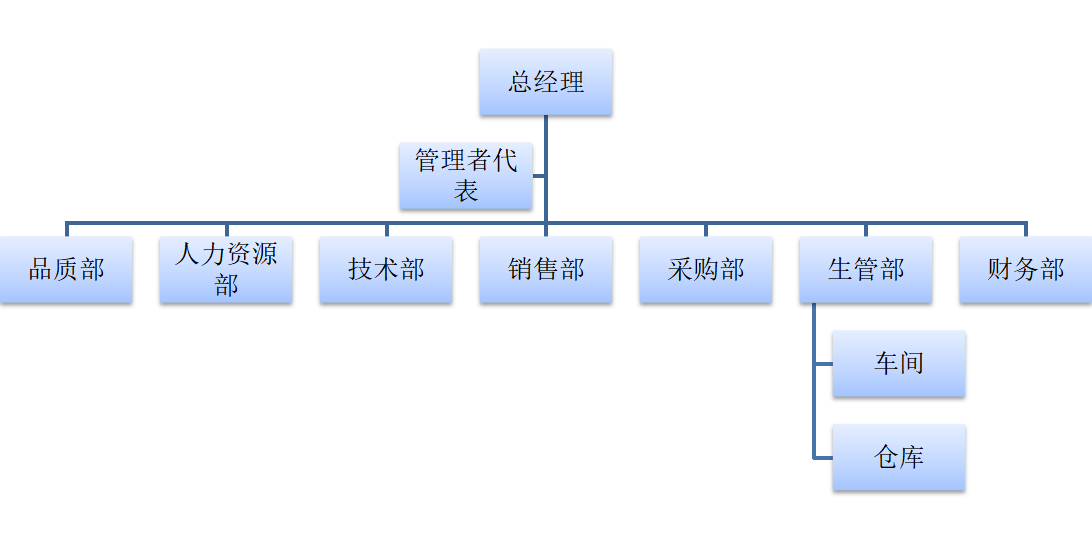 总经理
管理者代
表
品质部
人力资源
部
技术部
销售部
采购部
生管部
财务部
车间
仓库